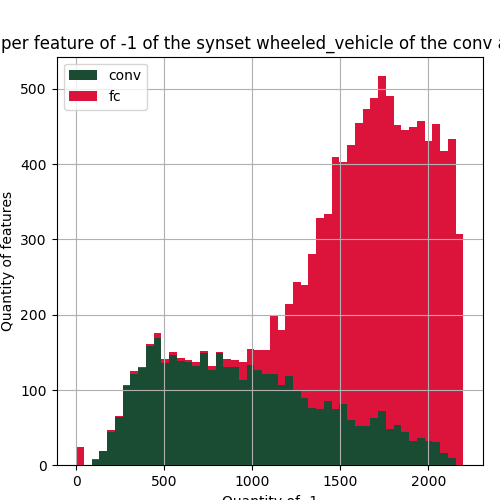 per feature of -1 of the synset wheeled_vehicle of the conv
conv
fc
500
400
300
200
100
0
Quantity of features
0
500
1000
1500
2000
Quantity of -1